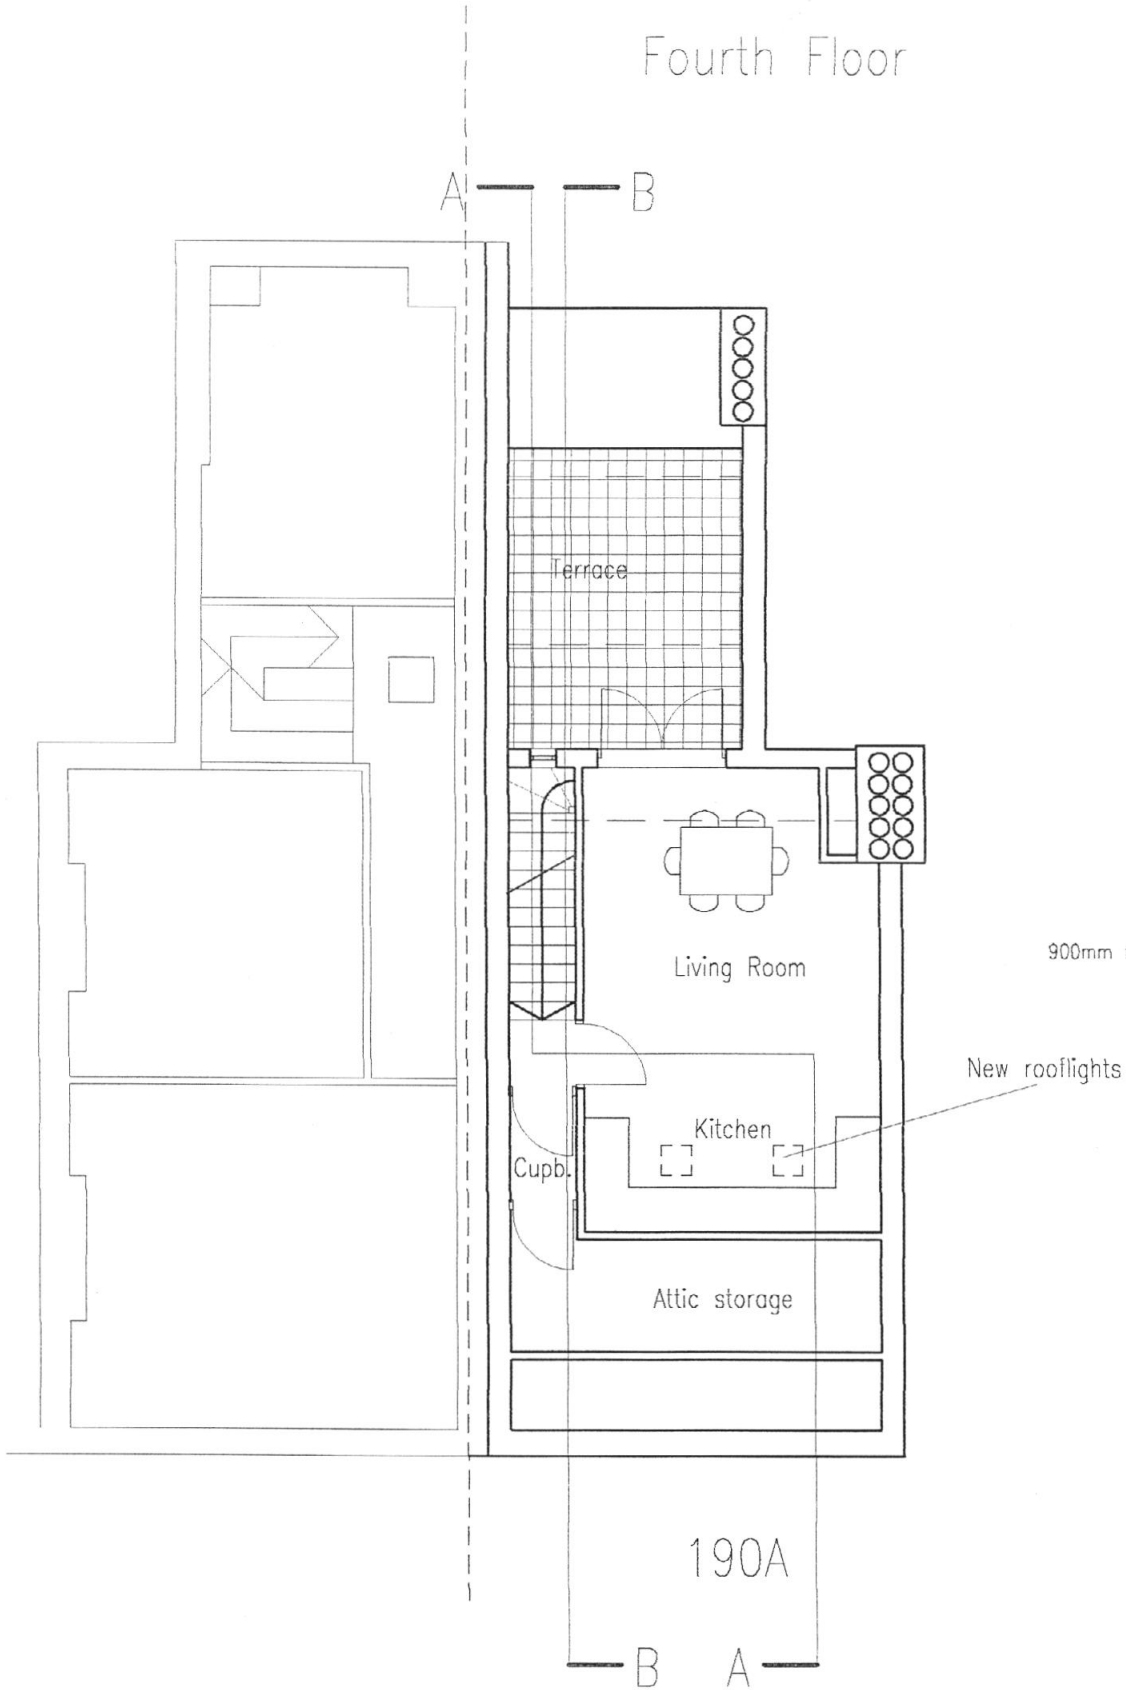 Fourth Floor
A B
Terrace
Living Room
900mm
New rooflights
Kitchen
Cupb.
Attic storage
190A
B A